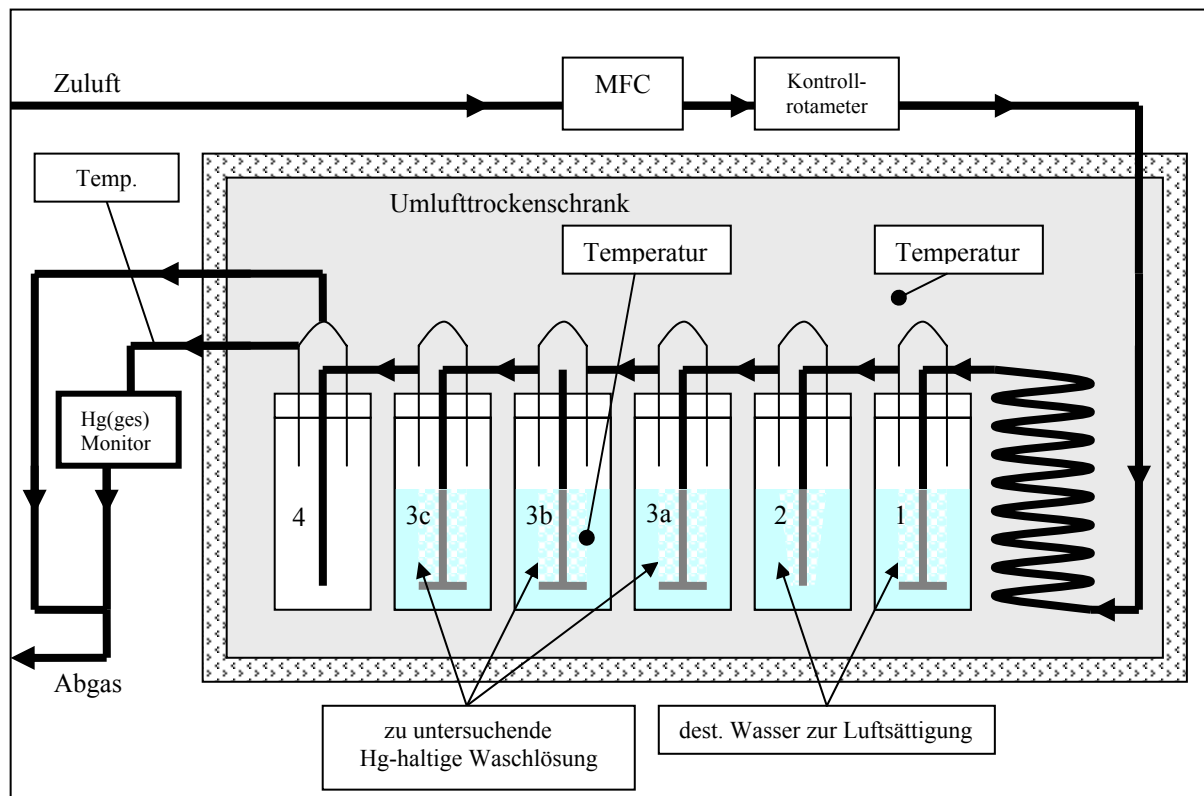 Zuluft
MFC
Kontroll-
rotameter
Temp.
Umlufttrockenschrank
Temperatur
Temperatur
Hg(ges)
Monitor
4
3c
3b
3a
2
1
Abgas
zu untersuchende
Hg-haltige Waschlösung
dest. Wasser zur Luftsättigung